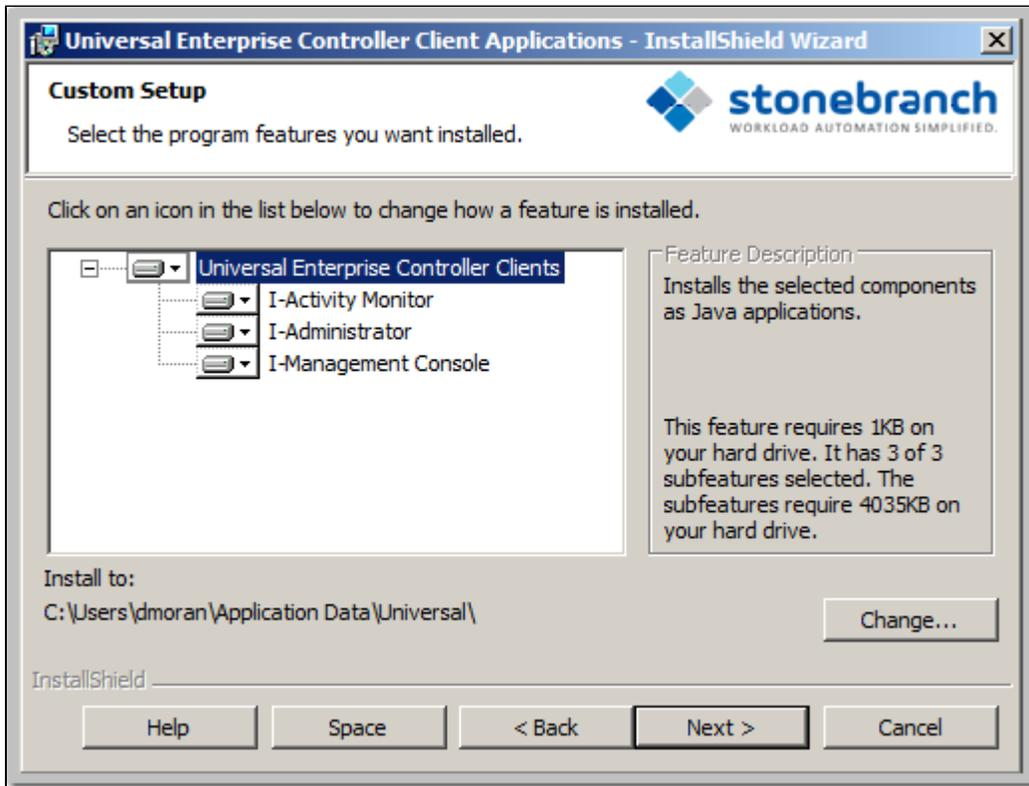 Universal Enterprise Controller Client Applications - InstallShield Wizard
Custom Setup
Select the program features you want installed.
stonebranch
WORKLOAD AUTOMATION SIMPLIFIED.
Click on an icon in the list below to change how a feature is installed.
Universal Enterprise Controller Clients
I-Activity Monitor
I-Administrator
I-Management Console
Feature Description
Installs the selected components
as Java applications.
This feature requires 1KB on
your hard drive. It has 3 of 3
subfeatures selected. The
subfeatures require 4035KB on
your hard drive.
Install to:
C:\Users\dmoran\Application Data\Universal\
Change...
InstallShield
Help
Space
< Back
Next >
Cancel